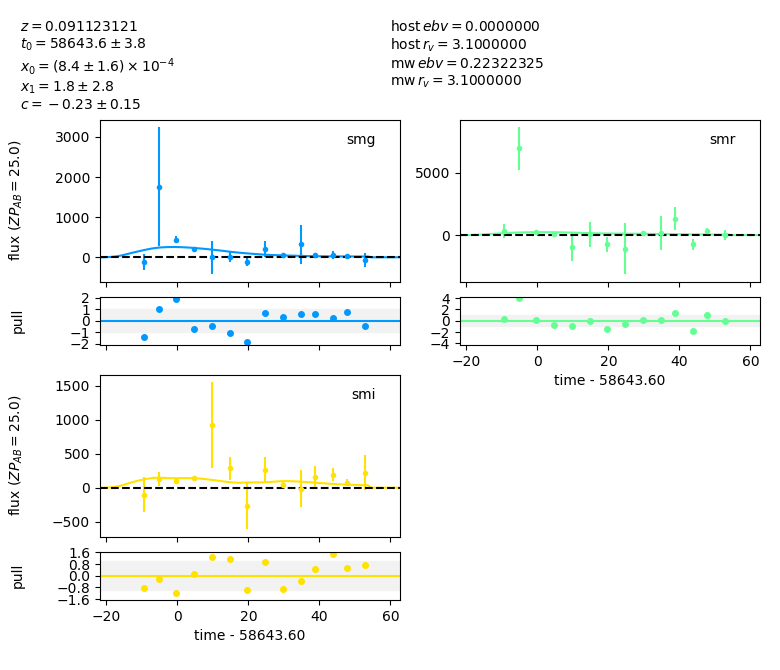 z = 0.091123121
t₀ = 58643.6 ± 3.8
x₀ = (8.4 ± 1.6) × 10⁻⁴
x₁ = 1.8 ± 2.8
c = −0.23 ± 0.15
host ebv = 0.0000000
host r_v = 3.1000000
mw ebv = 0.22322325
mw r_v = 3.1000000
smg
flux (ZP_AB = 25.0)
3000
2000
1000
0
smr
5000
0
pull
2
1
0
−1
−2
4
2
0
−2
−4
−20
0
20
40
60
time - 58643.60
smi
flux (ZP_AB = 25.0)
1500
1000
500
0
−500
pull
1.6
0.8
0.0
−0.8
−1.6
−20
0
20
40
60
time - 58643.60